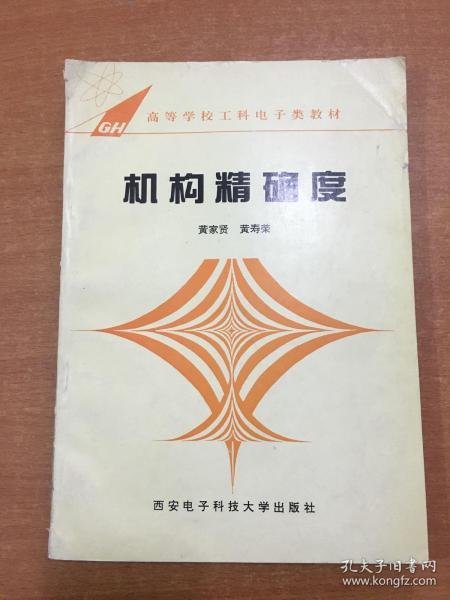 GH
高等学校工科电子类教材
机构精确度
黄家贤 黄寿荣
西安电子科技大学出版社
孔夫子旧书网
www.kongfz.com